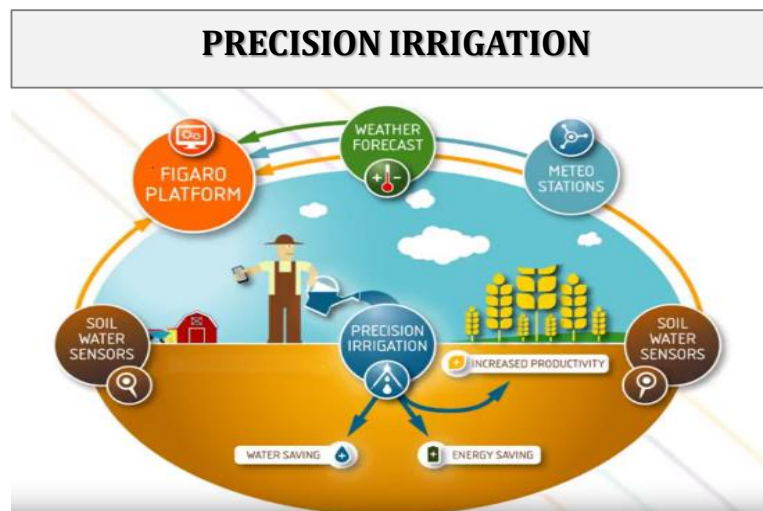 PRECISION IRRIGATION
WEATHER
FORECAST
FIGARO
PLATFORM
METEO
STATIONS
SOIL
WATER
SENSORS
PRECISION
IRRIGATION
SOIL
WATER
SENSORS
INCREASED PRODUCTIVITY
WATER SAVING
ENERGY SAVING